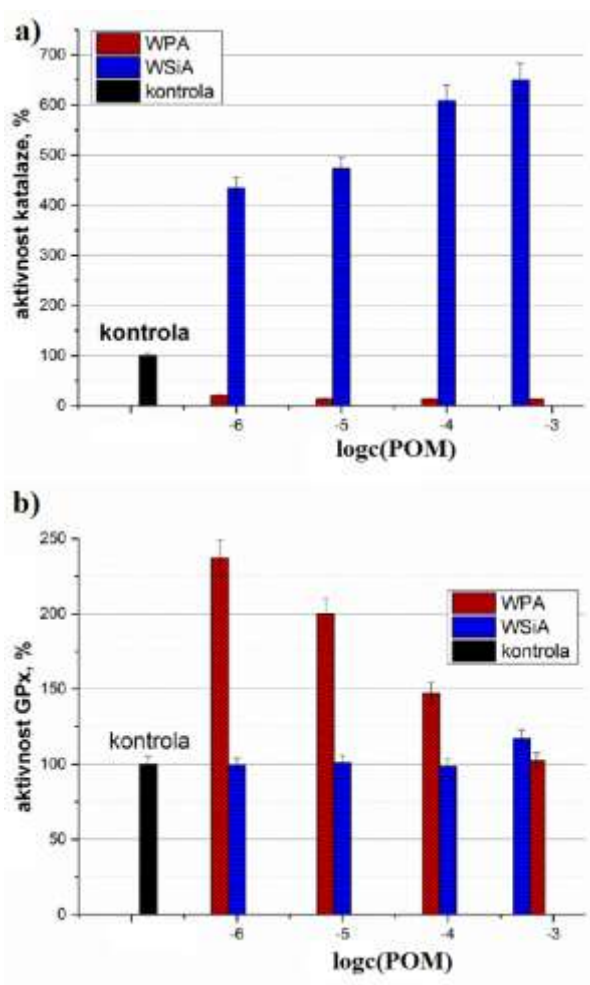 a)
WPA
WSiA
kontrola
aktivnost katalaze, %
700
600
500
400
300
200
100
0
kontrola
-6
-5
-4
-3
logc(POM)
b)
WPA
WSiA
kontrola
aktivnost GPx, %
250
200
150
100
50
0
kontrola
-6
-5
-4
-3
logc(POM)